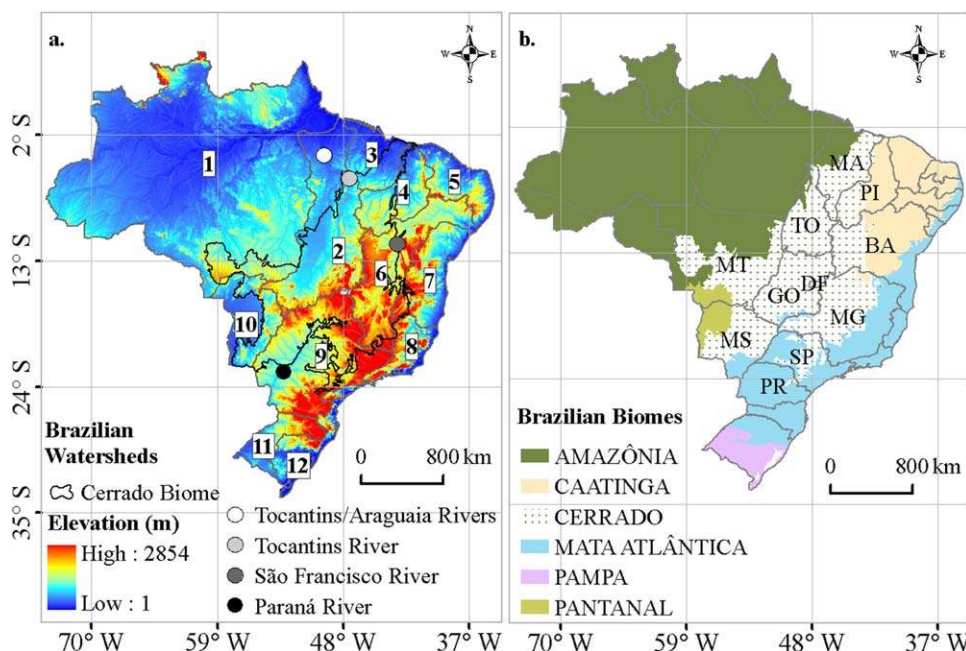 a.
N
W E
S
2° S
13° S
24° S
35° S
1
2
3
4
5
6
7
8
9
10
11
12
Brazilian
Watersheds
Cerrado Biome
Elevation (m)
High : 2854
Low : 1
0 800 km
Tocantins/Araguaia Rivers
Tocantins River
São Francisco River
Paraná River
70° W 59° W 48° W 37° W
b.
N
W E
S
MA
PI
TO
BA
MT
DF
GO
MG
MS
SP
PR
Brazilian Biomes
AMAZÔNIA
CAATINGA
CERRADO
MATA ATLÂNTICA
PAMPA
PANTANAL
0 800 km
70° W 59° W 48° W 37° W